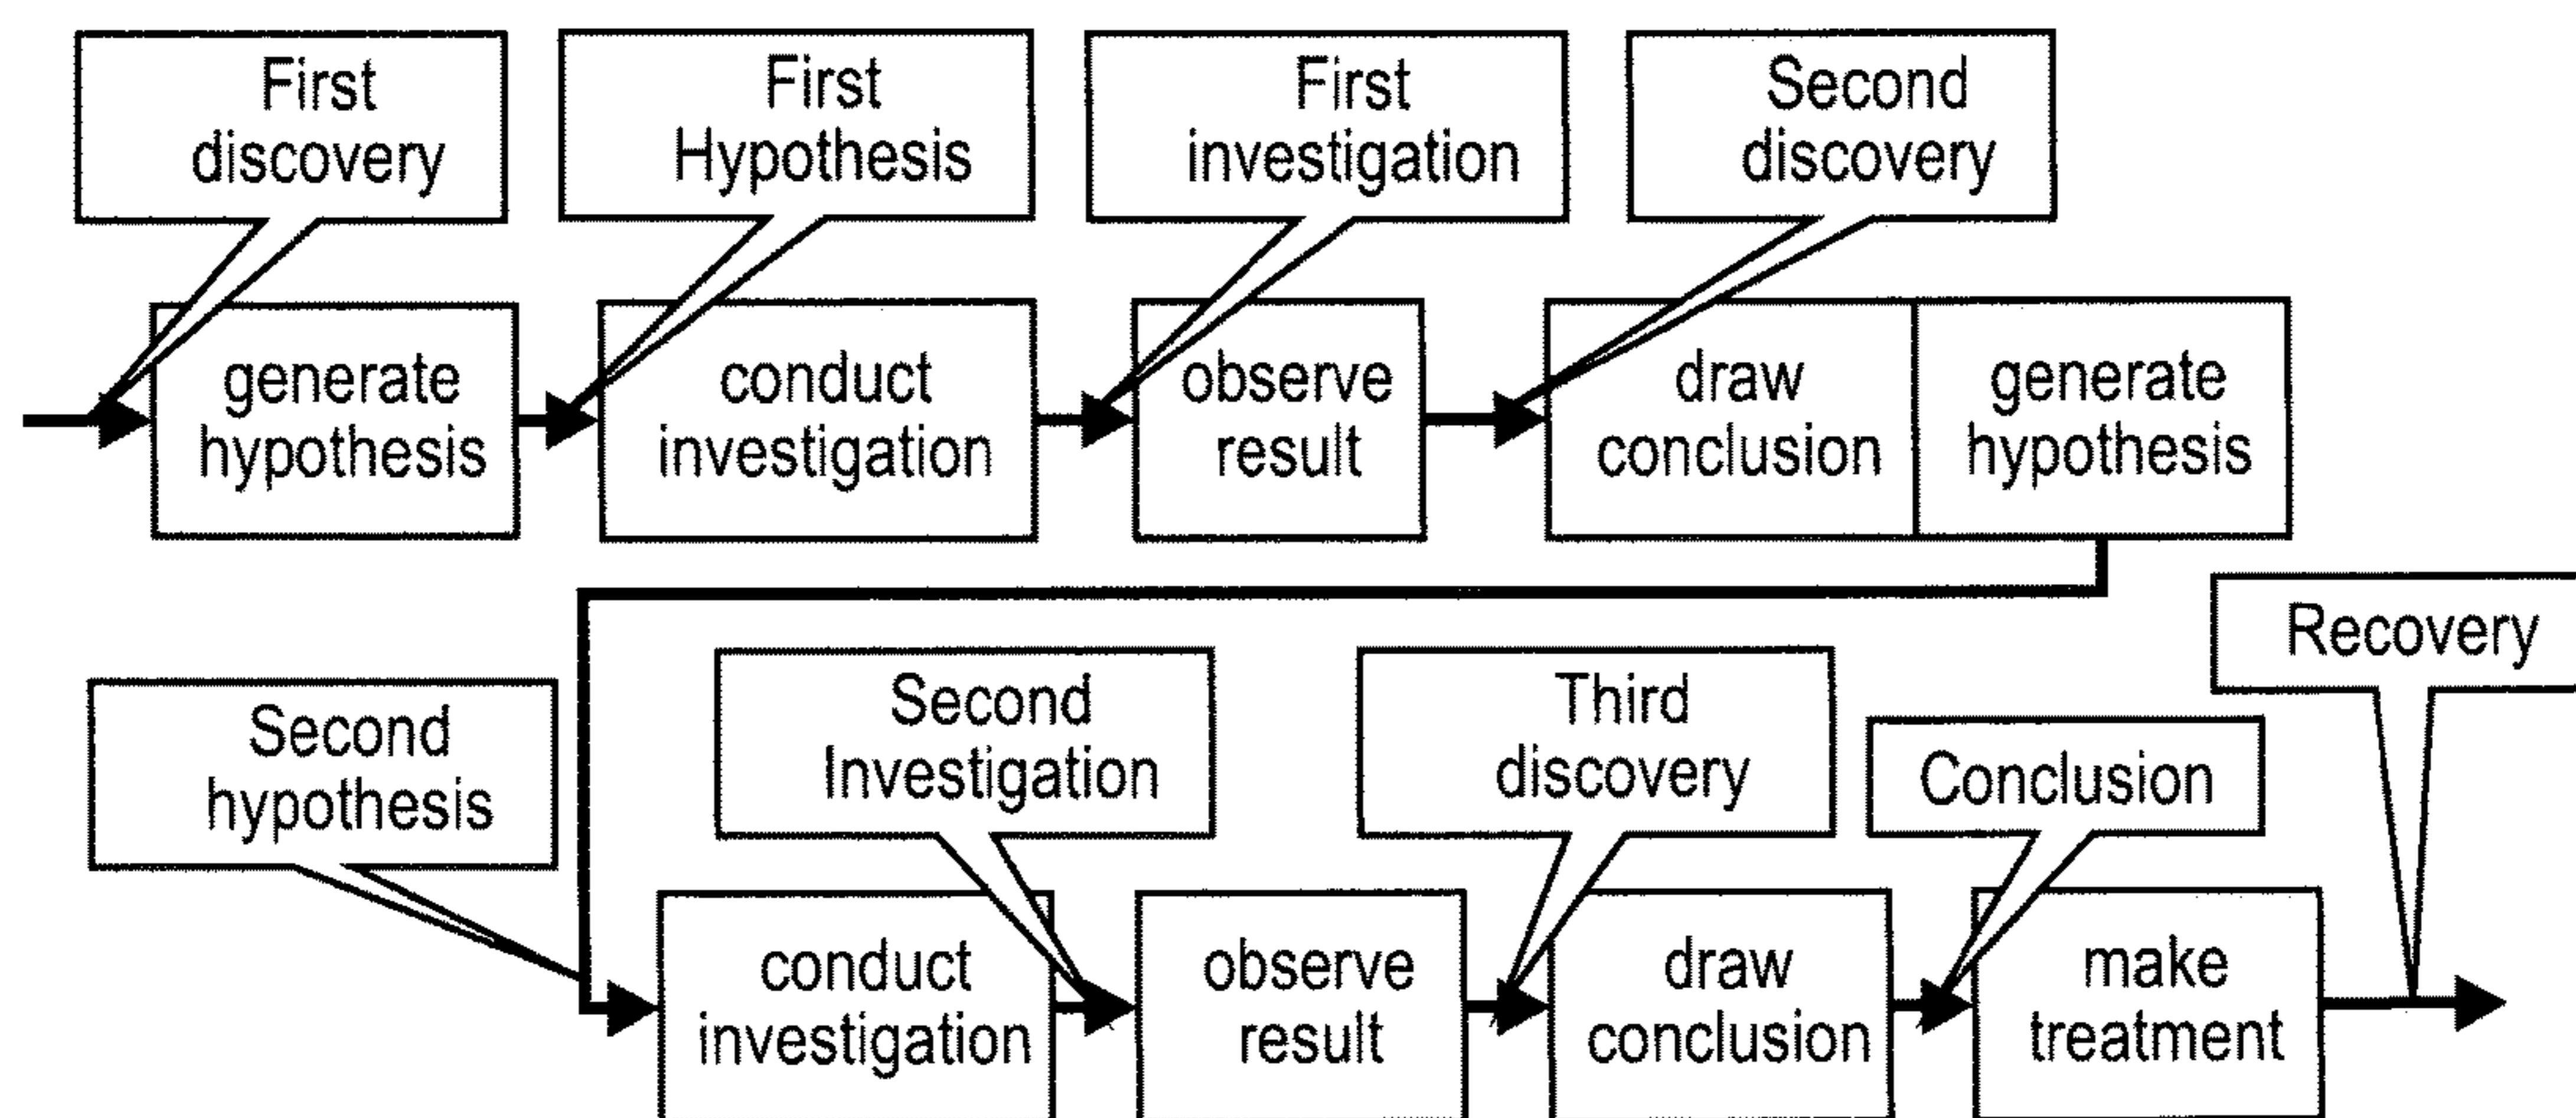 First
discovery
First
Hypothesis
First
investigation
Second
discovery
generate
hypothesis
conduct
investigation
observe
result
draw
conclusion
generate
hypothesis
Recovery
Second
hypothesis
Second
Investigation
Third
discovery
Conclusion
conduct
investigation
observe
result
draw
conclusion
make
treatment